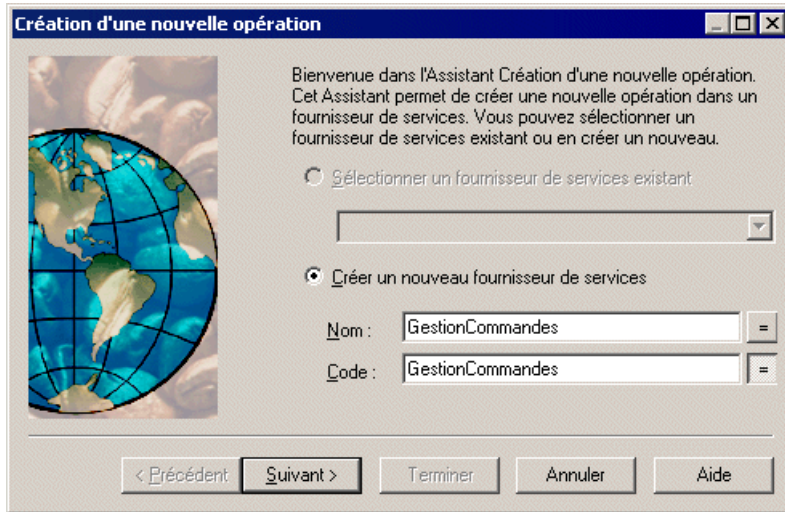 Création d'une nouvelle opération
Bienvenue dans l'Assistant Création d'une nouvelle opération.
Cet Assistant permet de créer une nouvelle opération dans un
fournisseur de services. Vous pouvez sélectionner un
fournisseur de services existant ou en créer un nouveau.
Sélectionner un fournisseur de services existant
Créer un nouveau fournisseur de services
Nom : GestionCommandes =
Code : GestionCommandes =
< Précédent Suivant > Terminer Annuler Aide